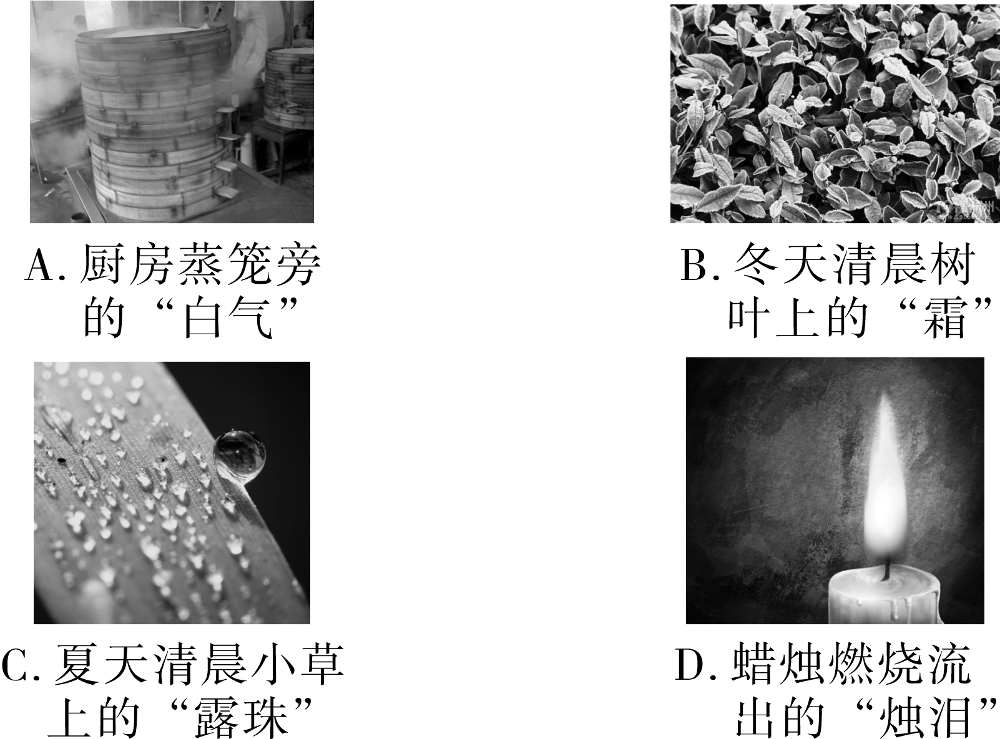 A. 厨房蒸笼旁
的“白气”
B. 冬天清晨树
叶上的“霜”
C. 夏天清晨小草
上的“露珠”
D. 蜡烛燃烧流
出的“烛泪”